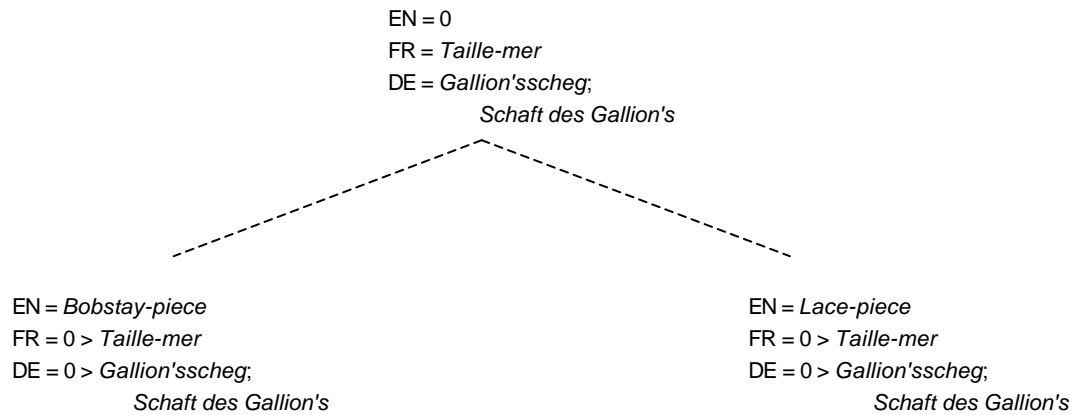 EN = 0
FR = Taille-mer
DE = Gallion'sscheg;
Schaft des Gallion's
EN = Bobstay-piece
FR = 0 > Taille-mer
DE = 0 > Gallion'sscheg;
Schaft des Gallion's
EN = Lace-piece
FR = 0 > Taille-mer
DE = 0 > Gallion'sscheg;
Schaft des Gallion's